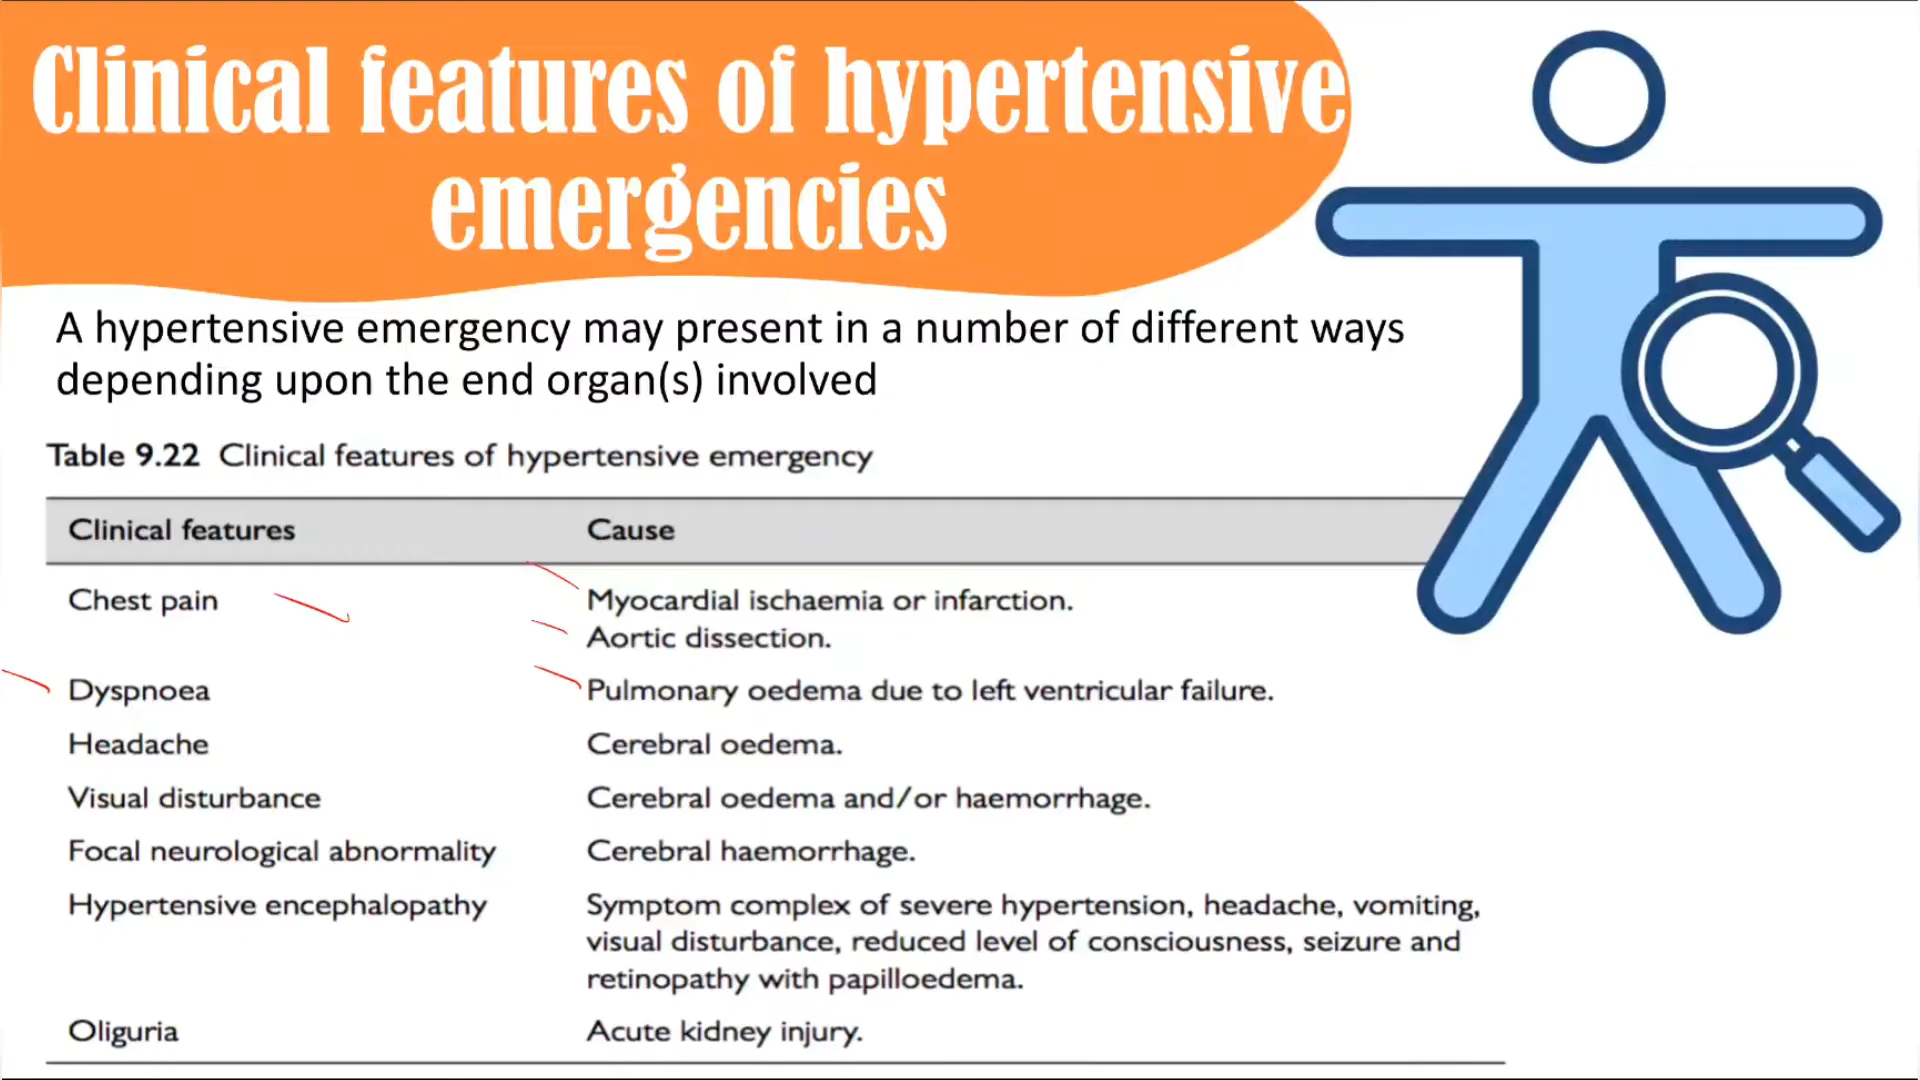 Clinical features of hypertensive
emergencies
A hypertensive emergency may present in a number of different ways
depending upon the end organ(s) involved
Table 9.22 Clinical features of hypertensive emergency
Clinical features Cause
Chest pain Myocardial ischaemia or infarction.
Aortic dissection.
Dyspnoea Pulmonary oedema due to left ventricular failure.
Headache Cerebral oedema.
Visual disturbance Cerebral oedema and/or haemorrhage.
Focal neurological abnormality Cerebral haemorrhage.
Hypertensive encephalopathy Symptom complex of severe hypertension, headache, vomiting,
visual disturbance, reduced level of consciousness, seizure and
retinopathy with papilloedema.
Oliguria Acute kidney injury.